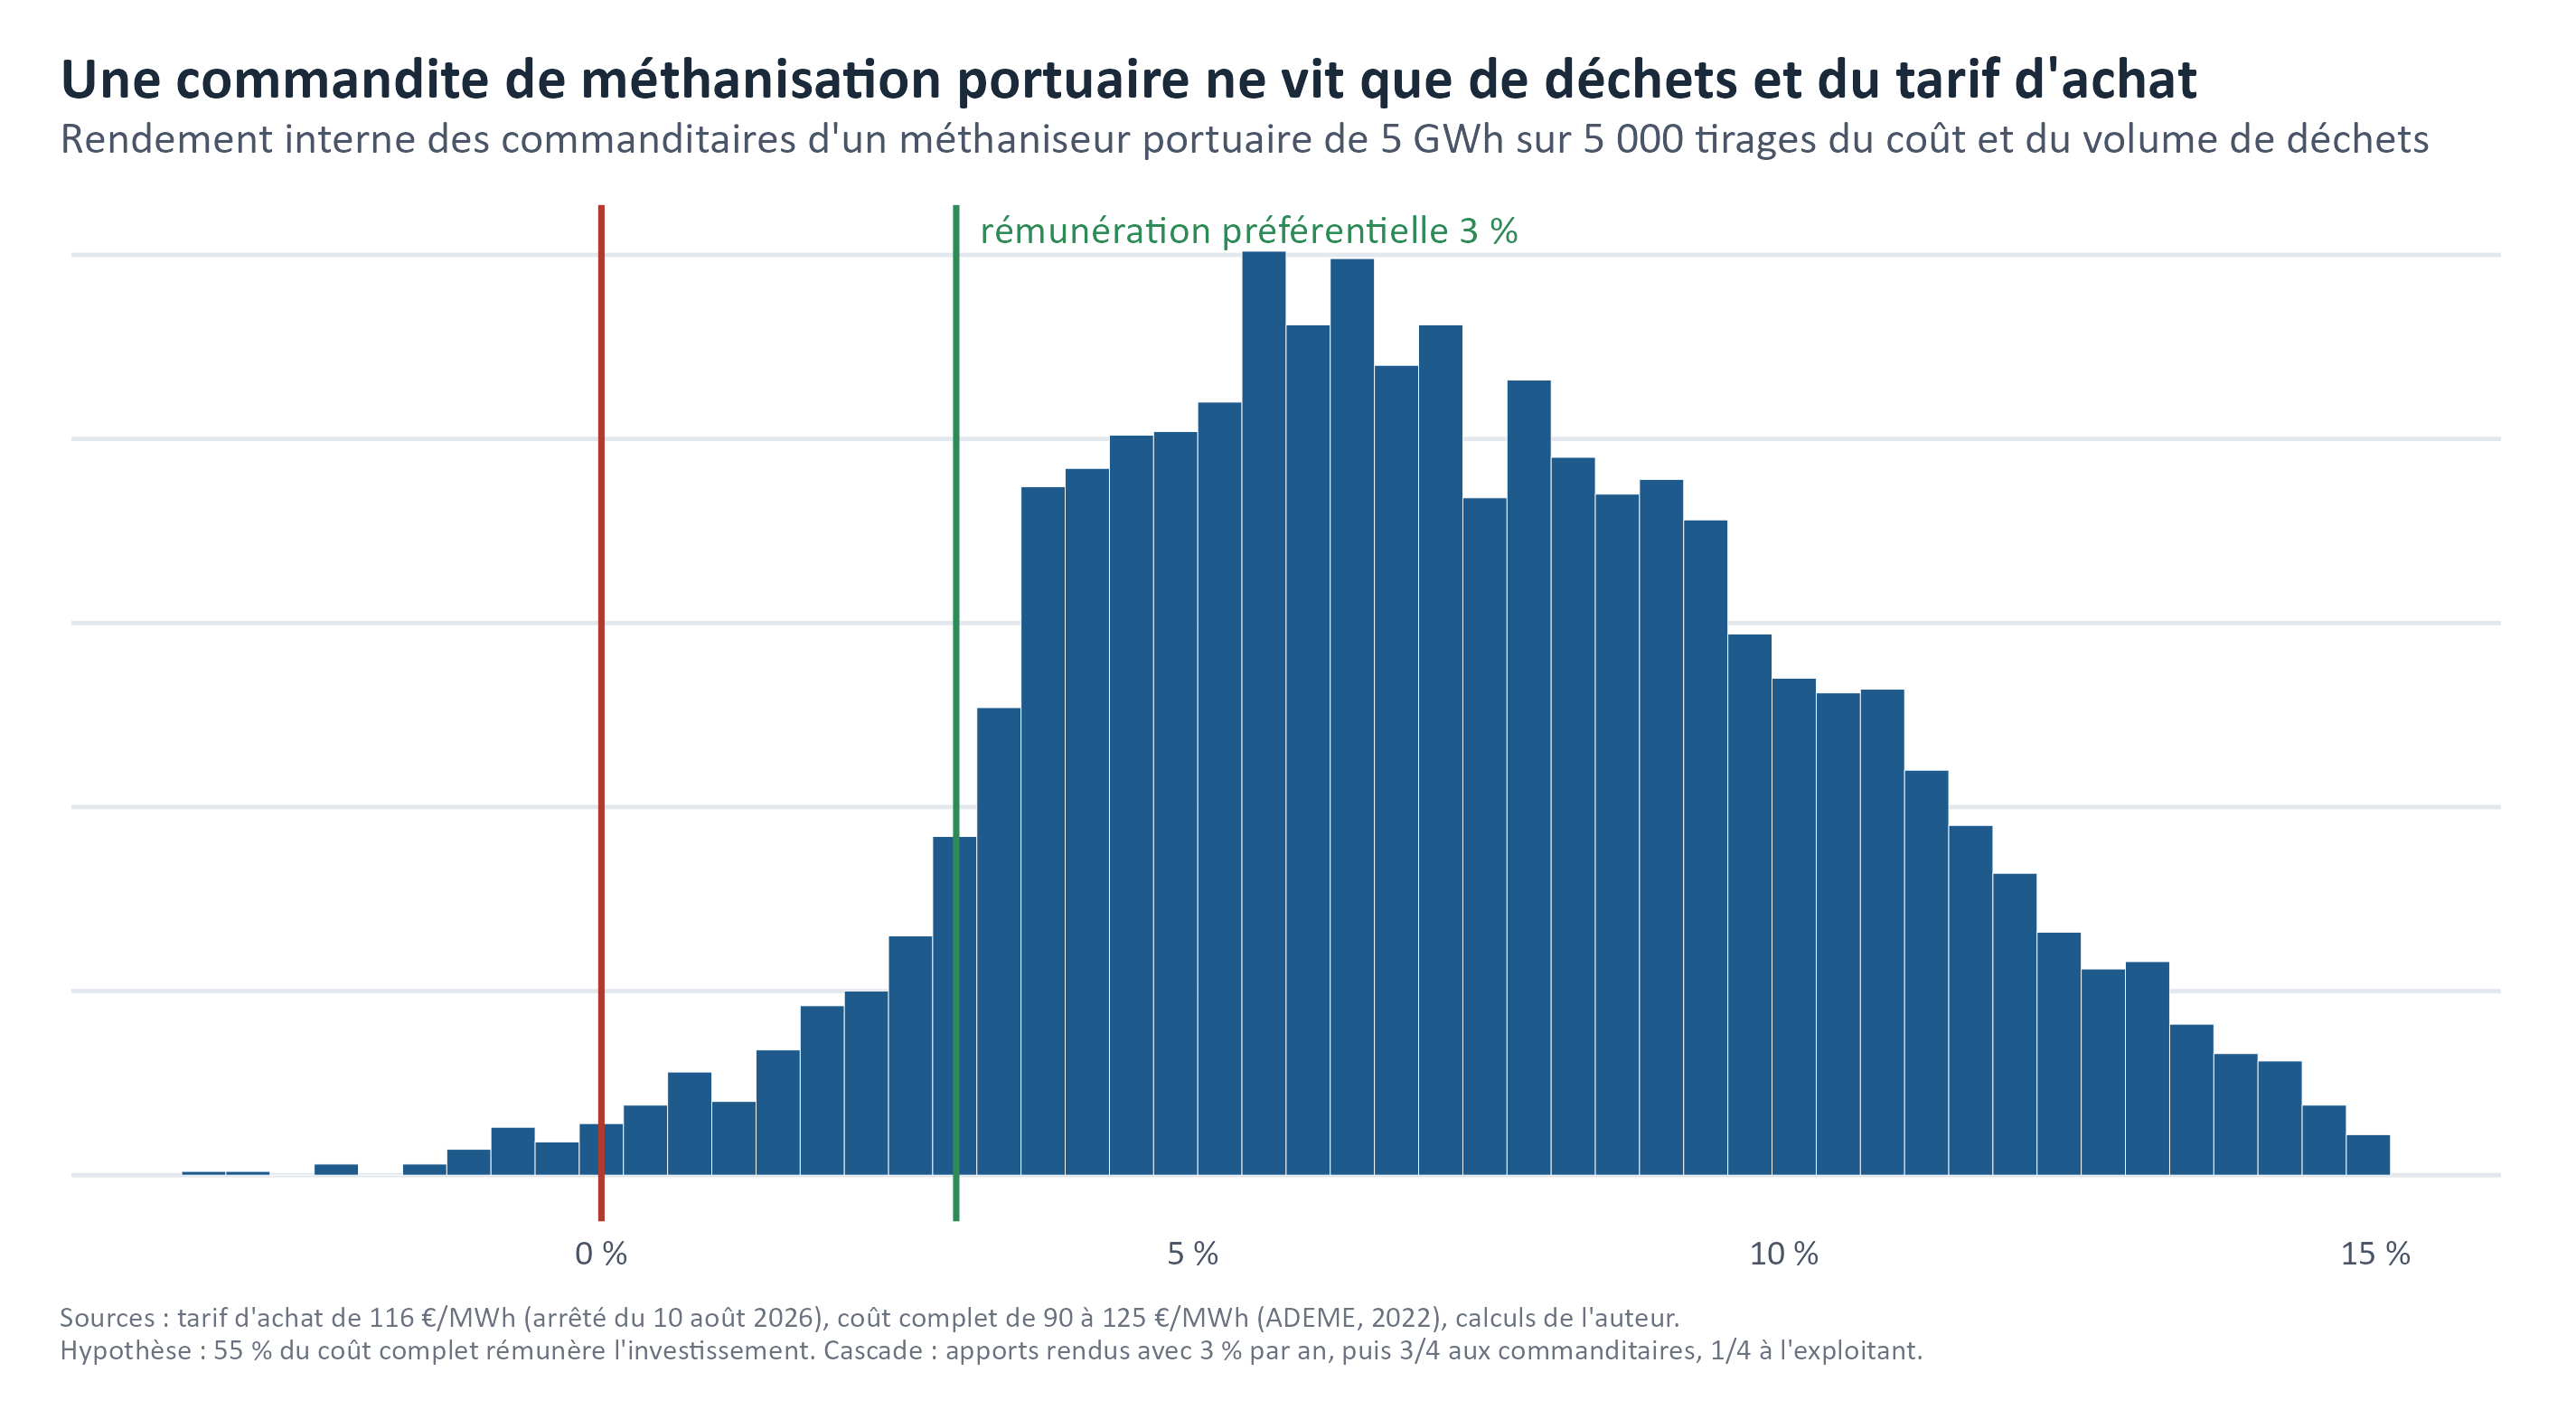 Une commandite de méthanisation portuaire ne vit que de déchets et du tarif d'achat
Rendement interne des commanditaires d'un méthaniseur portuaire de 5 GWh sur 5 000 tirages du coût et du volume de déchets
rémunération préférentielle 3 %
0 %
5 %
10 %
15 %
Sources : tarif d'achat de 116 €/MWh (arrêté du 10 août 2026), coût complet de 90 à 125 €/MWh (ADEME, 2022), calculs de l'auteur.
Hypothèse : 55 % du coût complet rémunère l'investissement. Cascade : apports rendus avec 3 % par an, puis 3/4 aux commanditaires, 1/4 à l'exploitant.